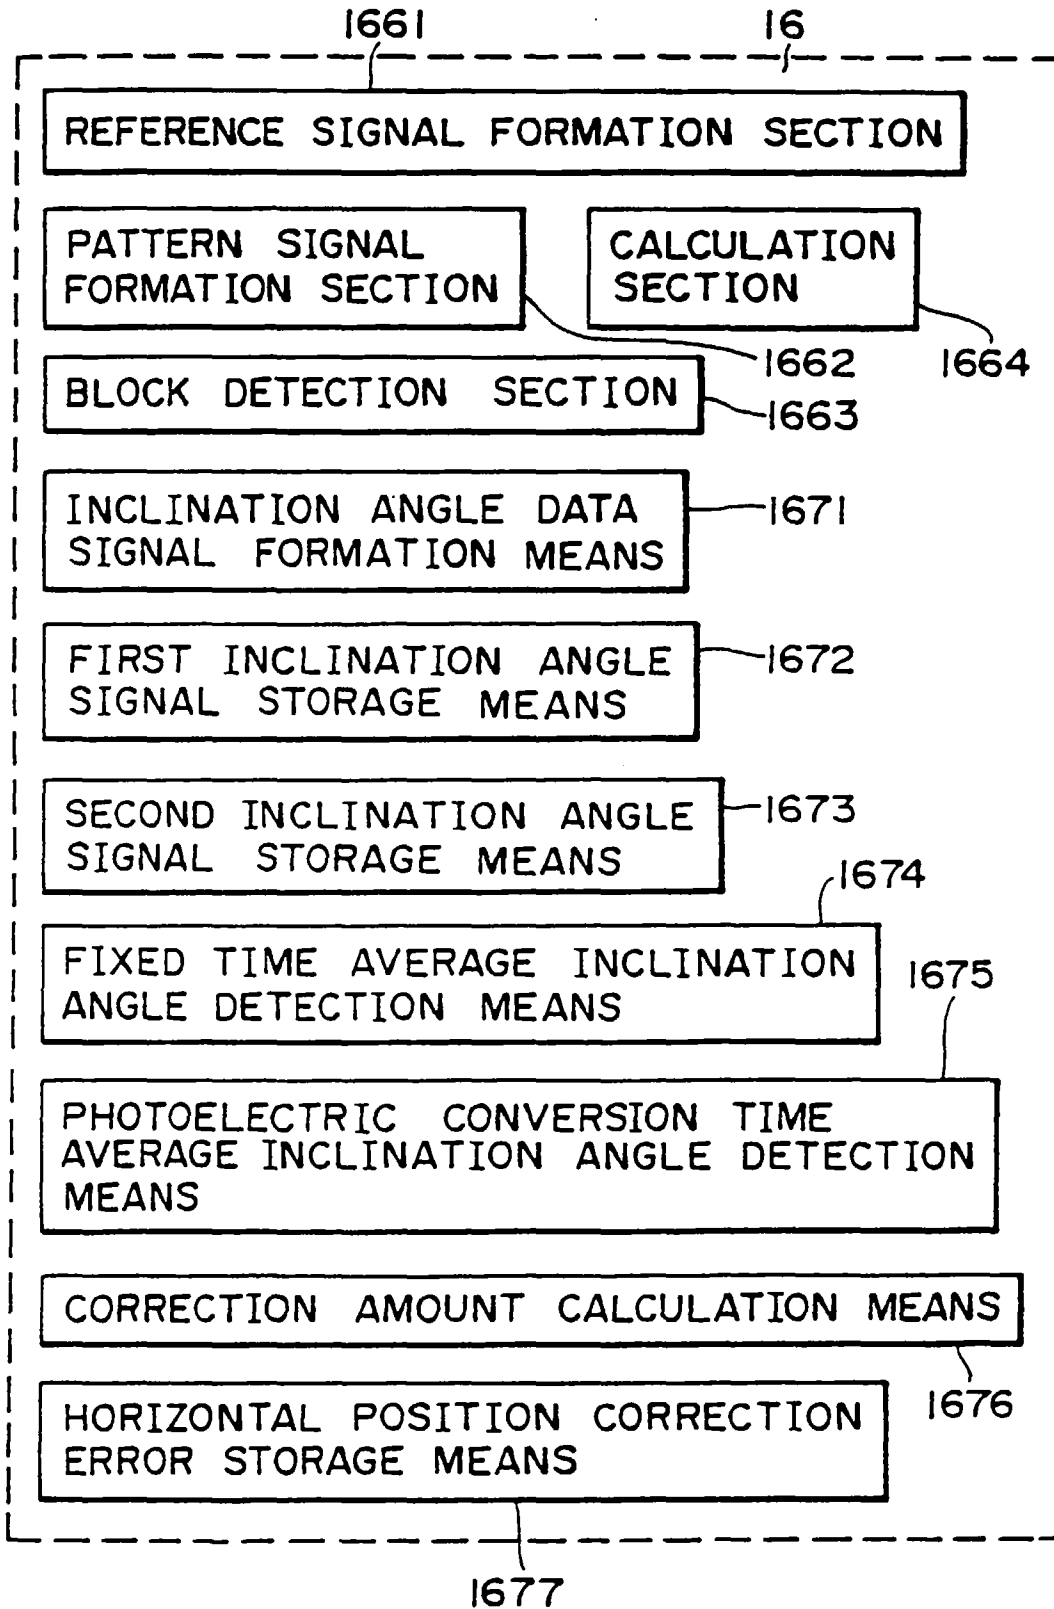 1661
16
REFERENCE SIGNAL FORMATION SECTION
PATTERN SIGNAL
FORMATION SECTION
CALCULATION
SECTION
1662
1664
BLOCK DETECTION SECTION
1663
INCLINATION ANGLE DATA
SIGNAL FORMATION MEANS
1671
FIRST INCLINATION ANGLE
SIGNAL STORAGE MEANS
1672
SECOND INCLINATION ANGLE
SIGNAL STORAGE MEANS
1673
1674
FIXED TIME AVERAGE INCLINATION
ANGLE DETECTION MEANS
1675
PHOTOELECTRIC CONVERSION TIME
AVERAGE INCLINATION ANGLE DETECTION
MEANS
CORRECTION AMOUNT CALCULATION MEANS
1676
HORIZONTAL POSITION CORRECTION
ERROR STORAGE MEANS
1677